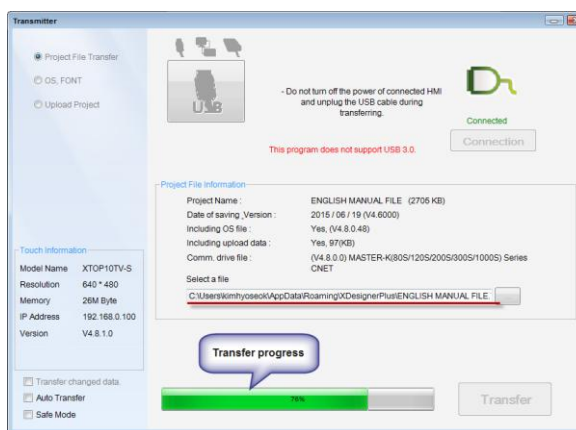 Transmitter
Project File Transfer
OS, FONT
Upload Project
USB
- Do not turn off the power of connected HMI
and unplug the USB cable during
transferring.
This program does not support USB 3.0.
Connected
Connection
Project File Information
Project Name : ENGLISH MANUAL FILE (2705 KB)
Date of saving ,Version : 2015 / 06 / 19 (V4.6000)
Including OS file : Yes, (V4.8.0.48)
Including upload data : Yes, 97(KB)
Comm. drive file : (V4.8.0.0) MASTER-K(80S/120S/200S/300S/1000S) Series
CNET
Select a file
C:\Users\kimhyoseok\AppData\Roaming\XDesignerPlus\ENGLISH MANUAL FILE.
Touch Information
Model Name XTOP10TV-S
Resolution 640 * 480
Memory 26M Byte
IP Address 192.168.0.100
Version V4.8.1.0
Transfer progress
Transfer changed data.
Auto Transfer
Safe Mode
76%
Transfer